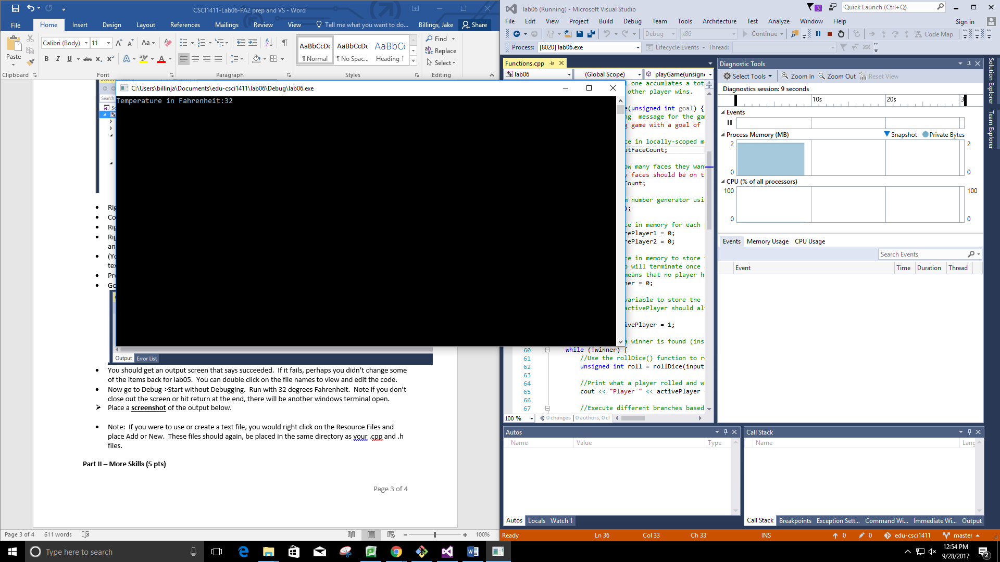 CSCI1411-Lab06-PA2 prep and VS - Word
File Home Insert Design Layout References Mailings Review View Tell me what you want to do... Billings, Jake Share
Calibri (Body) 11
Paste
AaBbCcDc AaBbCcDc AaBbCc
¶ Normal ¶ No Spac... Heading 1
Find
Replace
Select
Clipboard Font Paragraph Styles Editing
C:\Users\billinja\Documents\edu-csci1411\lab06\Debug\lab06.exe
Temperature in Fahrenheit:32
Search
Rig
Co
Rig
Rig
an
(Yo
tex
Pro
Go
Output Error List
You should get an output screen that says succeeded. If it fails, perhaps you didn't change some
of the items back for lab05. You can double click on the file names to view and edit the code.
Now go to Debug->Start without Debugging. Run with 32 degrees Fahrenheit. Note if you don't
close out the screen or hit return at the end, there will be another windows terminal open.
Place a screenshot of the output below.
Note: If you were to use or create a text file, you would right click on the Resource Files and
place Add or New. These files should again, be placed in the same directory as your .cpp and .h
files.
Part II – More Skills (5 pts)
Page 3 of 4
Page 3 of 4 611 words 100%
lab06 (Running) - Microsoft Visual Studio
3
Quick Launch (Ctrl+Q)
File Edit View Project Build Debug Team Tools Architecture Test Analyze Window Help Sign in
Debug x86 Continue Code Map
Process: [8020] lab06.exe Lifecycle Events Thread:
Functions.cpp
lab06 (Global Scope) playGame(unsigne
l one accumlates a tot
other player wins.
e(unsigned int goal) {
ng message for the ga
g game with a goal of
ce in locally-scoped m
utFaceCount;
ow many faces they wan
y faces should be on t
Count;
m number generator usi
);
ce in memory for each
rePlayer1 = 0;
rePlayer2 = 0;
ce in memory to store
p will terminate once
means that no player h
ner = 0;
variable to store the
activePlayer should al
ivePlayer = 1;
a winner is found (ins
60 while (!winner) {
61 //Use the rollDice() function to r
62 unsigned int roll = rollDice(input
63
64 //Print what a player rolled and w
65 cout << "Player " << activePlayer
66
67 //Execute different branches based
100 % 0 changes 0 authors, 0 cl
Diagnostic Tools
Select Tools Zoom In Zoom Out Reset View
Diagnostics session: 9 seconds
10s 20s 3
Events
Process Memory (MB) Snapshot Private Bytes
2 2
0 0
CPU (% of all processors)
100 100
0 0
Events Memory Usage CPU Usage
Search Events
Event Time Duration Thread
Solution Explorer
Team Explorer
Autos
Name Value Type
Autos Locals Watch 1
Call Stack
Name Lang
Call Stack Breakpoints Exception Sett... Command Wi... Immediate Wi... Output
Ready Ln 36 Col 33 Ch 33 INS 0 0 edu-csci1411 master
Type here to search
12:54 PM
9/28/2017
2